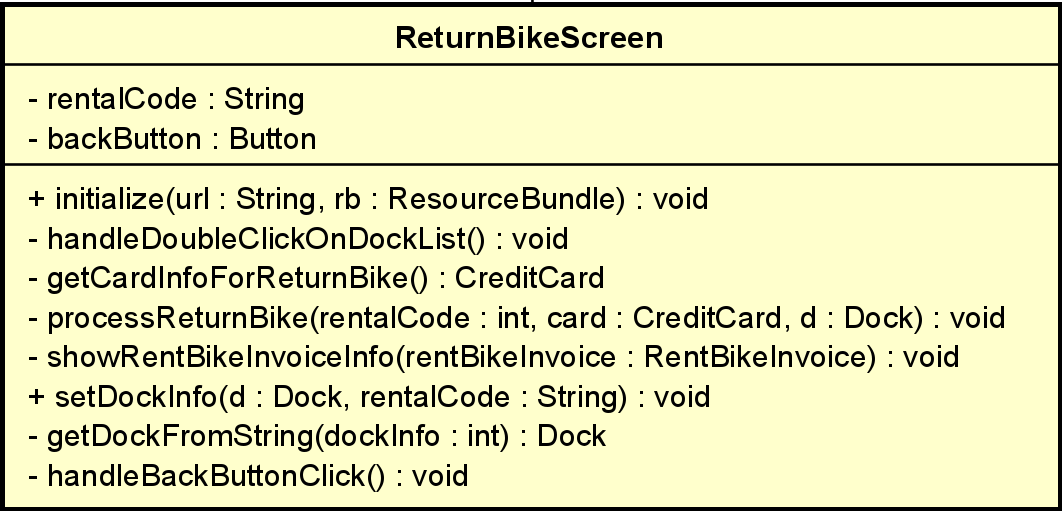 ReturnBikeScreen
- rentalCode : String
- backButton : Button
+ initialize(url : String, rb : ResourceBundle) : void
- handleDoubleClickOnDockList() : void
- getCardInfoForReturnBike() : CreditCard
- processReturnBike(rentalCode : int, card : CreditCard, d : Dock) : void
- showRentBikeInvoiceInfo(rentBikeInvoice : RentBikeInvoice) : void
+ setDockInfo(d : Dock, rentalCode : String) : void
- getDockFromString(dockInfo : int) : Dock
- handleBackButtonClick() : void